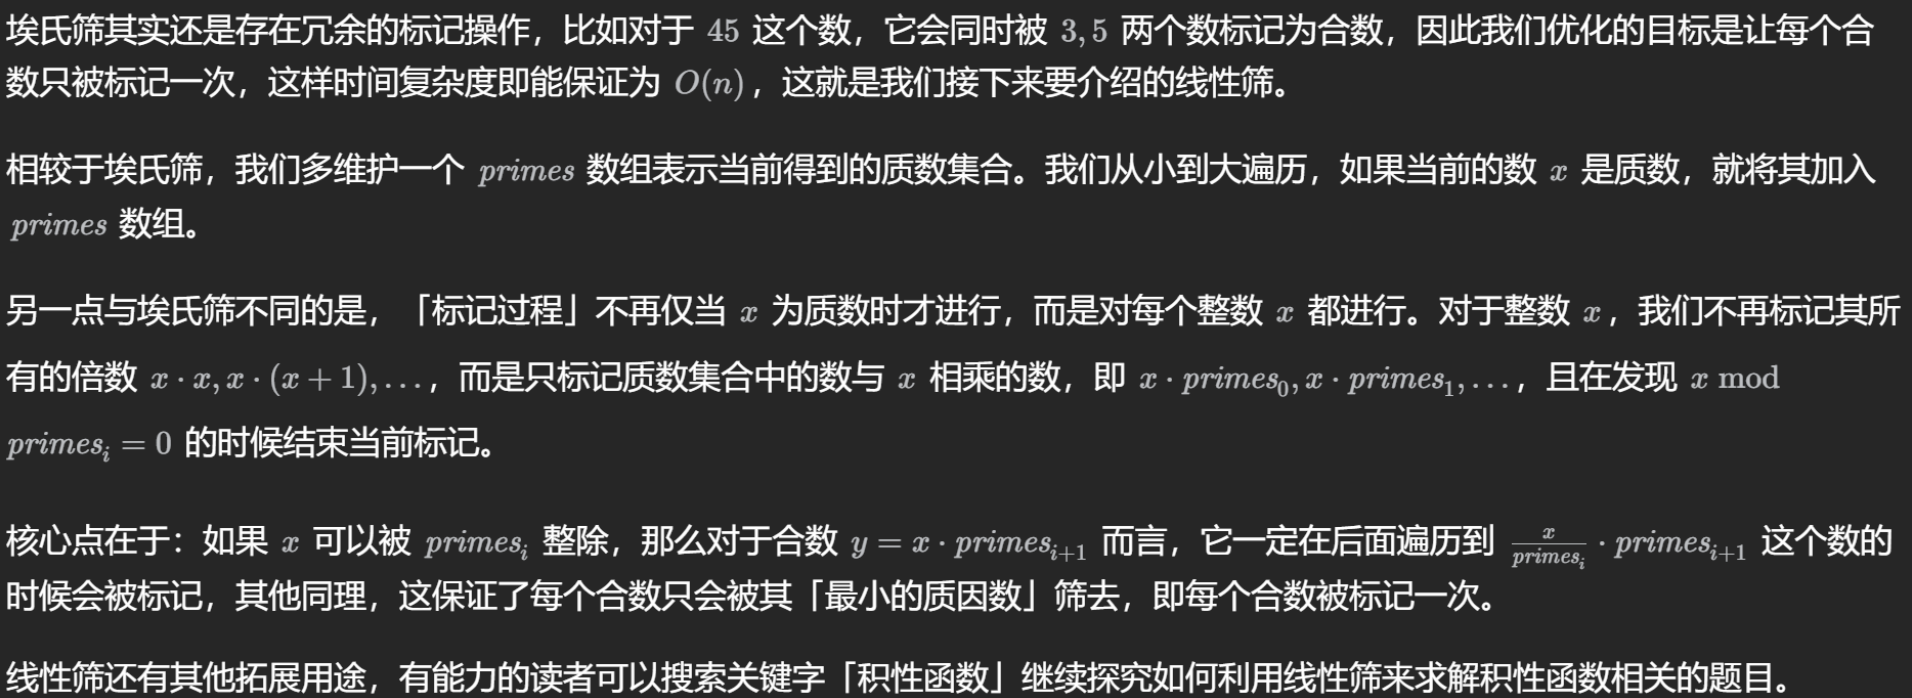 埃氏筛其实还是存在冗余的标记操作，比如对于 45 这个数，它会同时被 3, 5 两个数标记为合数，因此我们优化的目标是让每个合
数只被标记一次，这样时间复杂度即能保证为 O(n)，这就是我们接下来要介绍的线性筛。
相较于埃氏筛，我们多维护一个 primes 数组表示当前得到的质数集合。我们从小到大遍历，如果当前的数 x 是质数，就将其加入
primes 数组。
另一点与埃氏筛不同的是，「标记过程」不再仅当 x 为质数时才进行，而是对每个整数 x 都进行。对于整数 x，我们不再标记其所
有的倍数 x · x, x · (x + 1), …，而是只标记质数集合中的数与 x 相乘的数，即 x · primes₀, x · primes₁, …，且在发现 x mod
primesᵢ = 0 的时候结束当前标记。
核心点在于：如果 x 可以被 primesᵢ 整除，那么对于合数 y = x · primesᵢ₊₁ 而言，它一定在后面遍历到 x/primesᵢ · primesᵢ₊₁ 这个数的
时候会被标记，其他同理，这保证了每个合数只会被其「最小的质因数」筛去，即每个合数被标记一次。
线性筛还有其他拓展用途，有能力的读者可以搜索关键字「积性函数」继续探究如何利用线性筛来求解积性函数相关的题目。